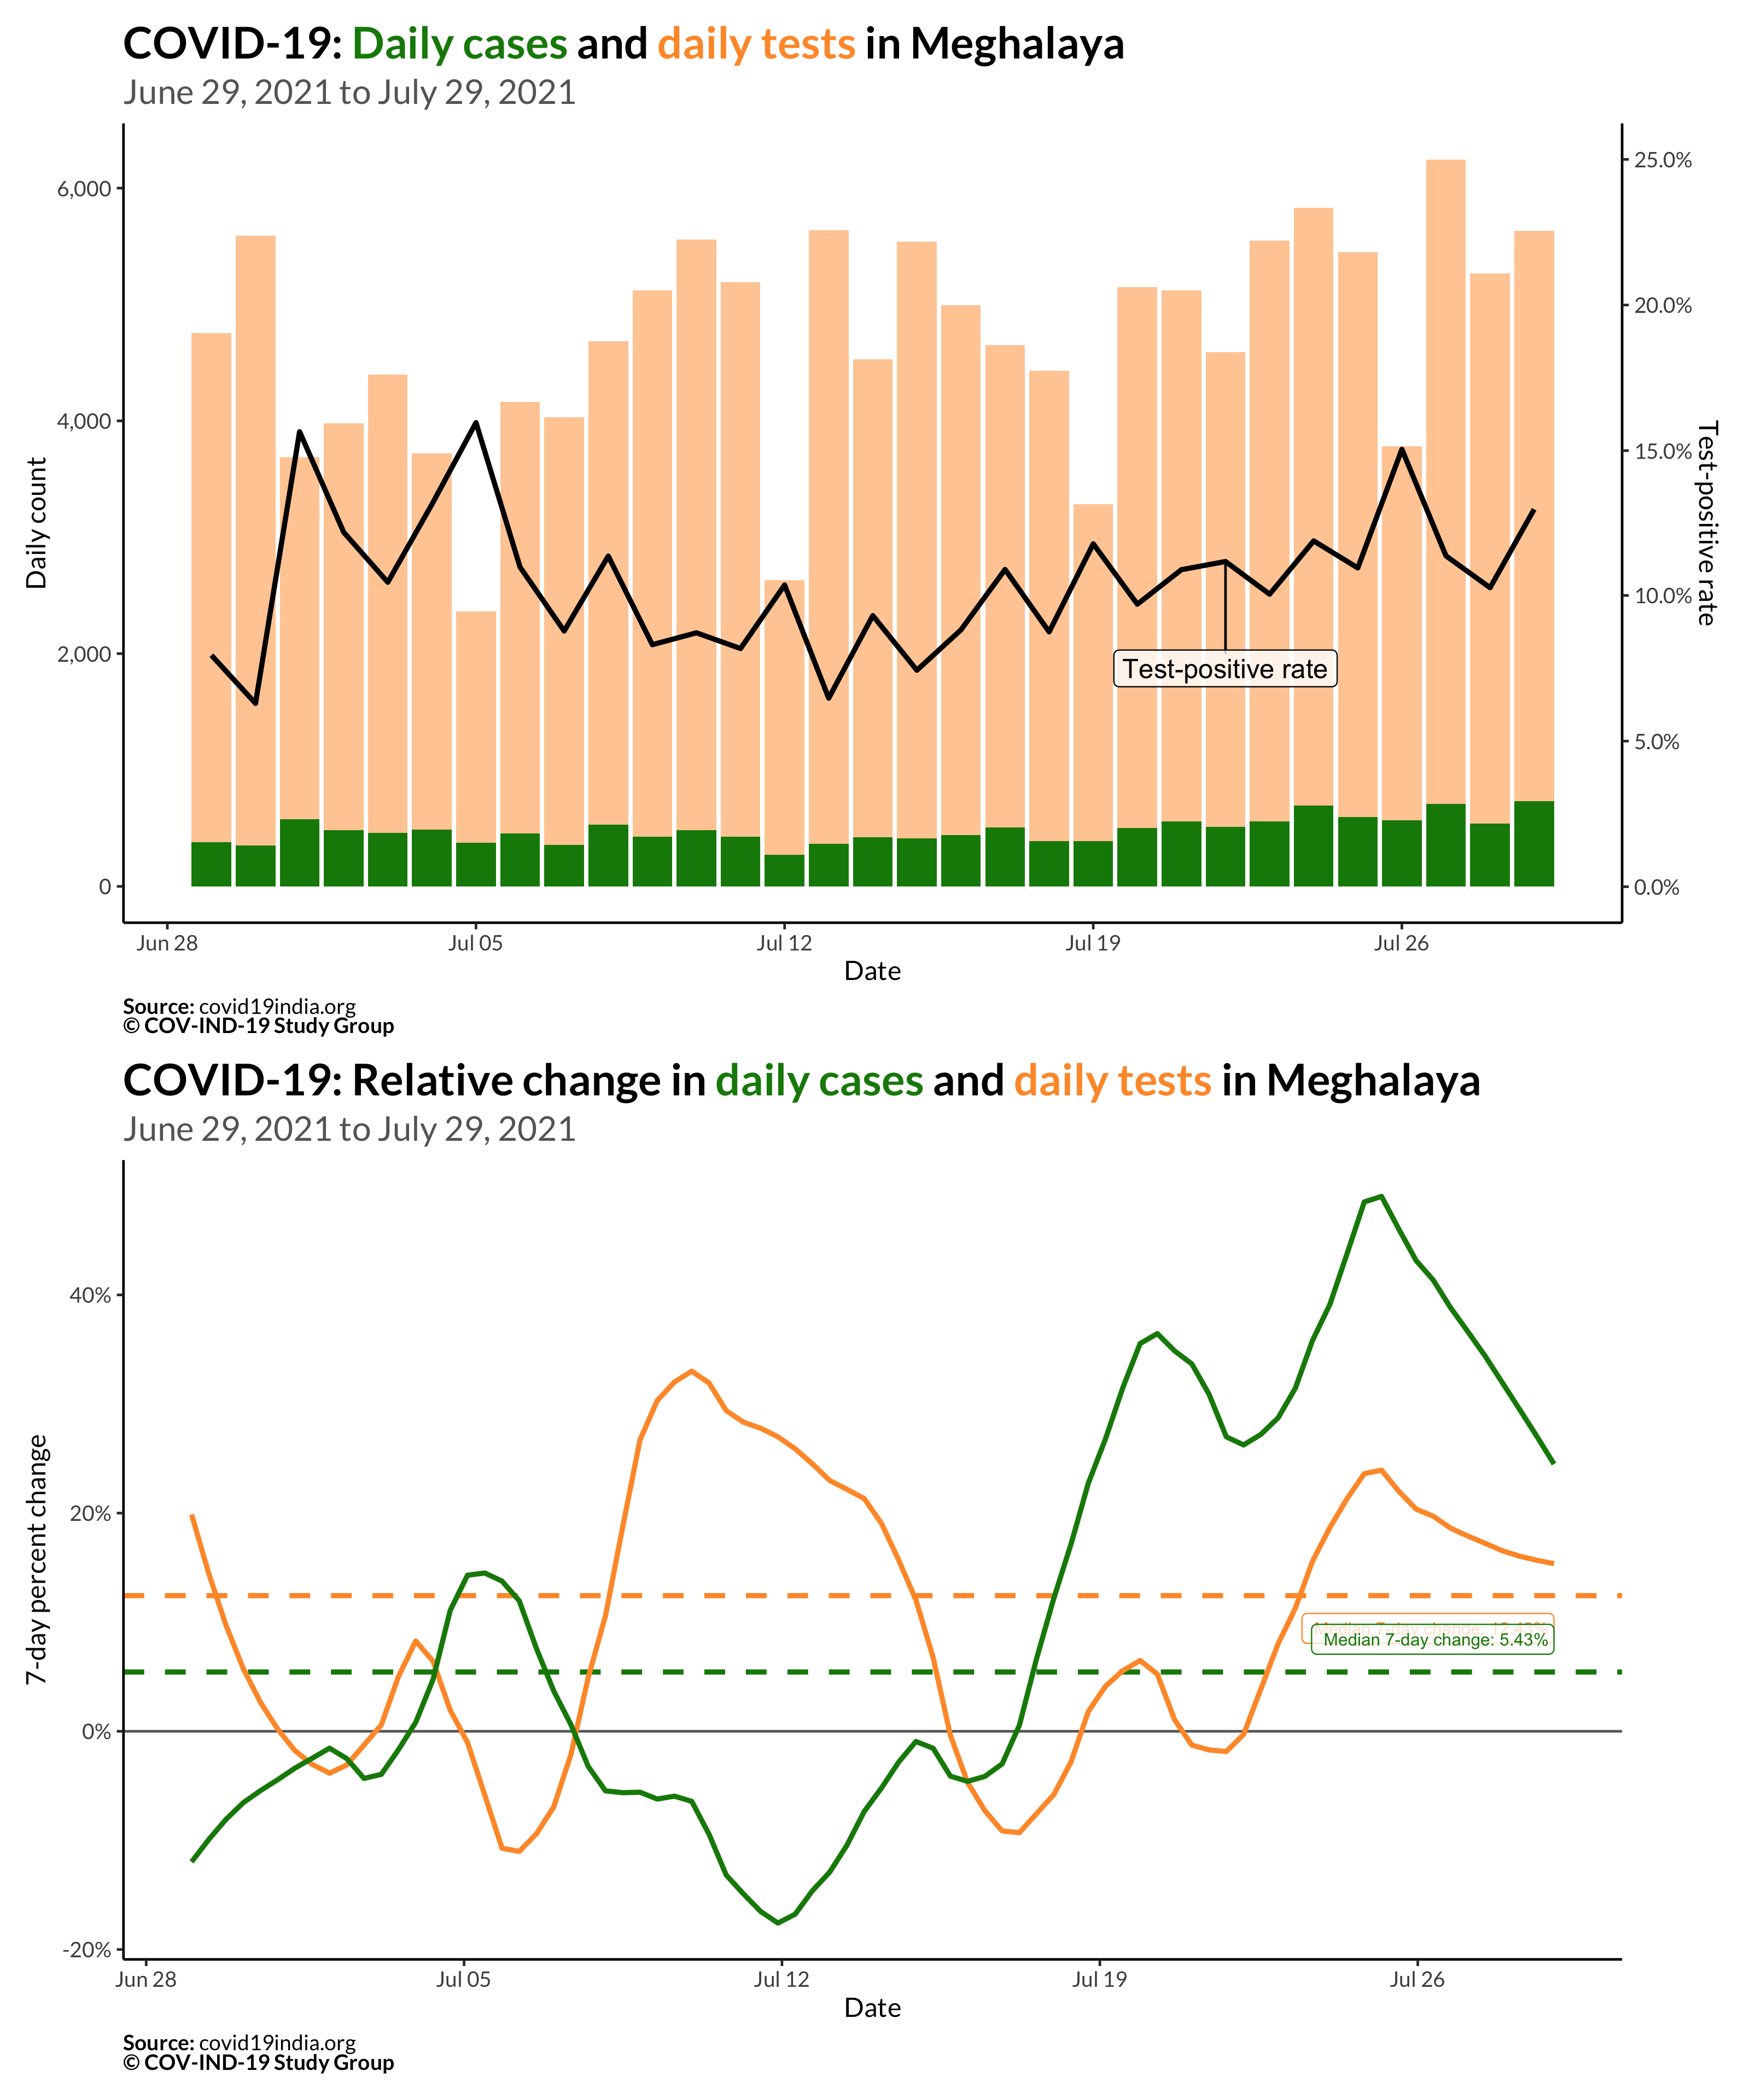 COVID-19: Daily cases and daily tests in Meghalaya
June 29, 2021 to July 29, 2021
6,000
4,000
2,000
0
Daily count
25.0%
20.0%
15.0%
10.0%
5.0%
0.0%
Test-positive rate
Test-positive rate
Jun 28
Jul 05
Jul 12
Jul 19
Jul 26
Date
Source: covid19india.org
© COV-IND-19 Study Group
COVID-19: Relative change in daily cases and daily tests in Meghalaya
June 29, 2021 to July 29, 2021
40%
20%
0%
-20%
7-day percent change
Median 7-day change:
Median 7-day change: 5.43%
Jun 28
Jul 05
Jul 12
Jul 19
Jul 26
Date
Source: covid19india.org
© COV-IND-19 Study Group